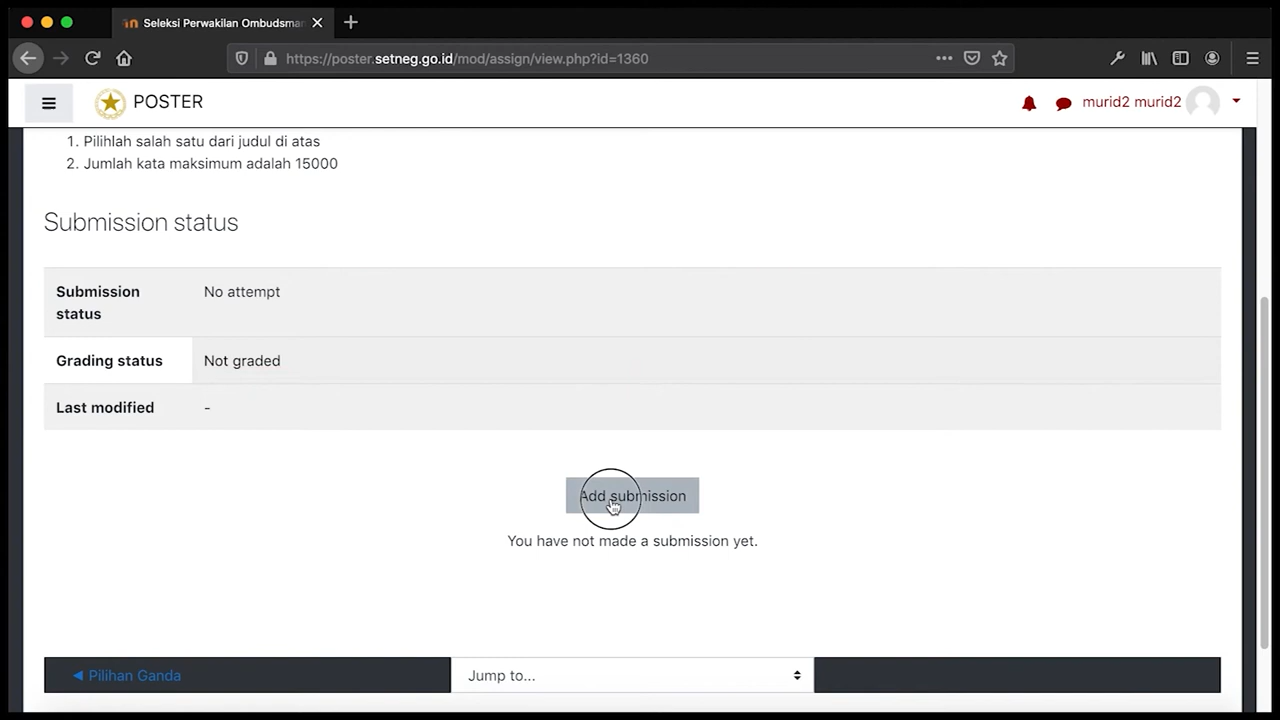 Seleksi Perwakilan Ombudsman
https://poster.setneg.go.id/mod/assign/view.php?id=1360
POSTER
murid2 murid2
1. Pilihlah salah satu dari judul di atas
2. Jumlah kata maksimum adalah 15000
Submission status
Submission status
No attempt
Grading status
Not graded
Last modified
-
Add submission
You have not made a submission yet.
◄ Pilihan Ganda
Jump to...